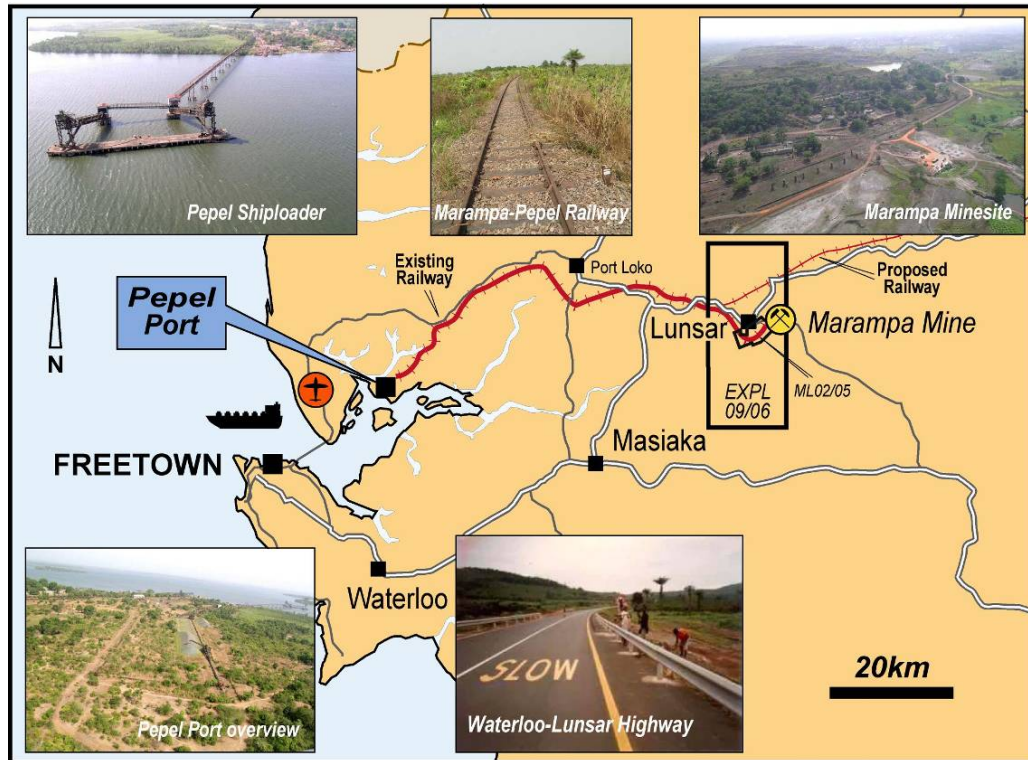 Pepel Shiploader
Marampa-Pepel Railway
Marampa Minesite
Existing
Railway
Port Loko
Proposed
Railway
Pepel
Port
N
Lunsar
Marampa Mine
EXPL
09/06
ML02/05
FREETOWN
Masiaka
Waterloo
SLOW
20km
Pepel Port overview
Waterloo-Lunsar Highway